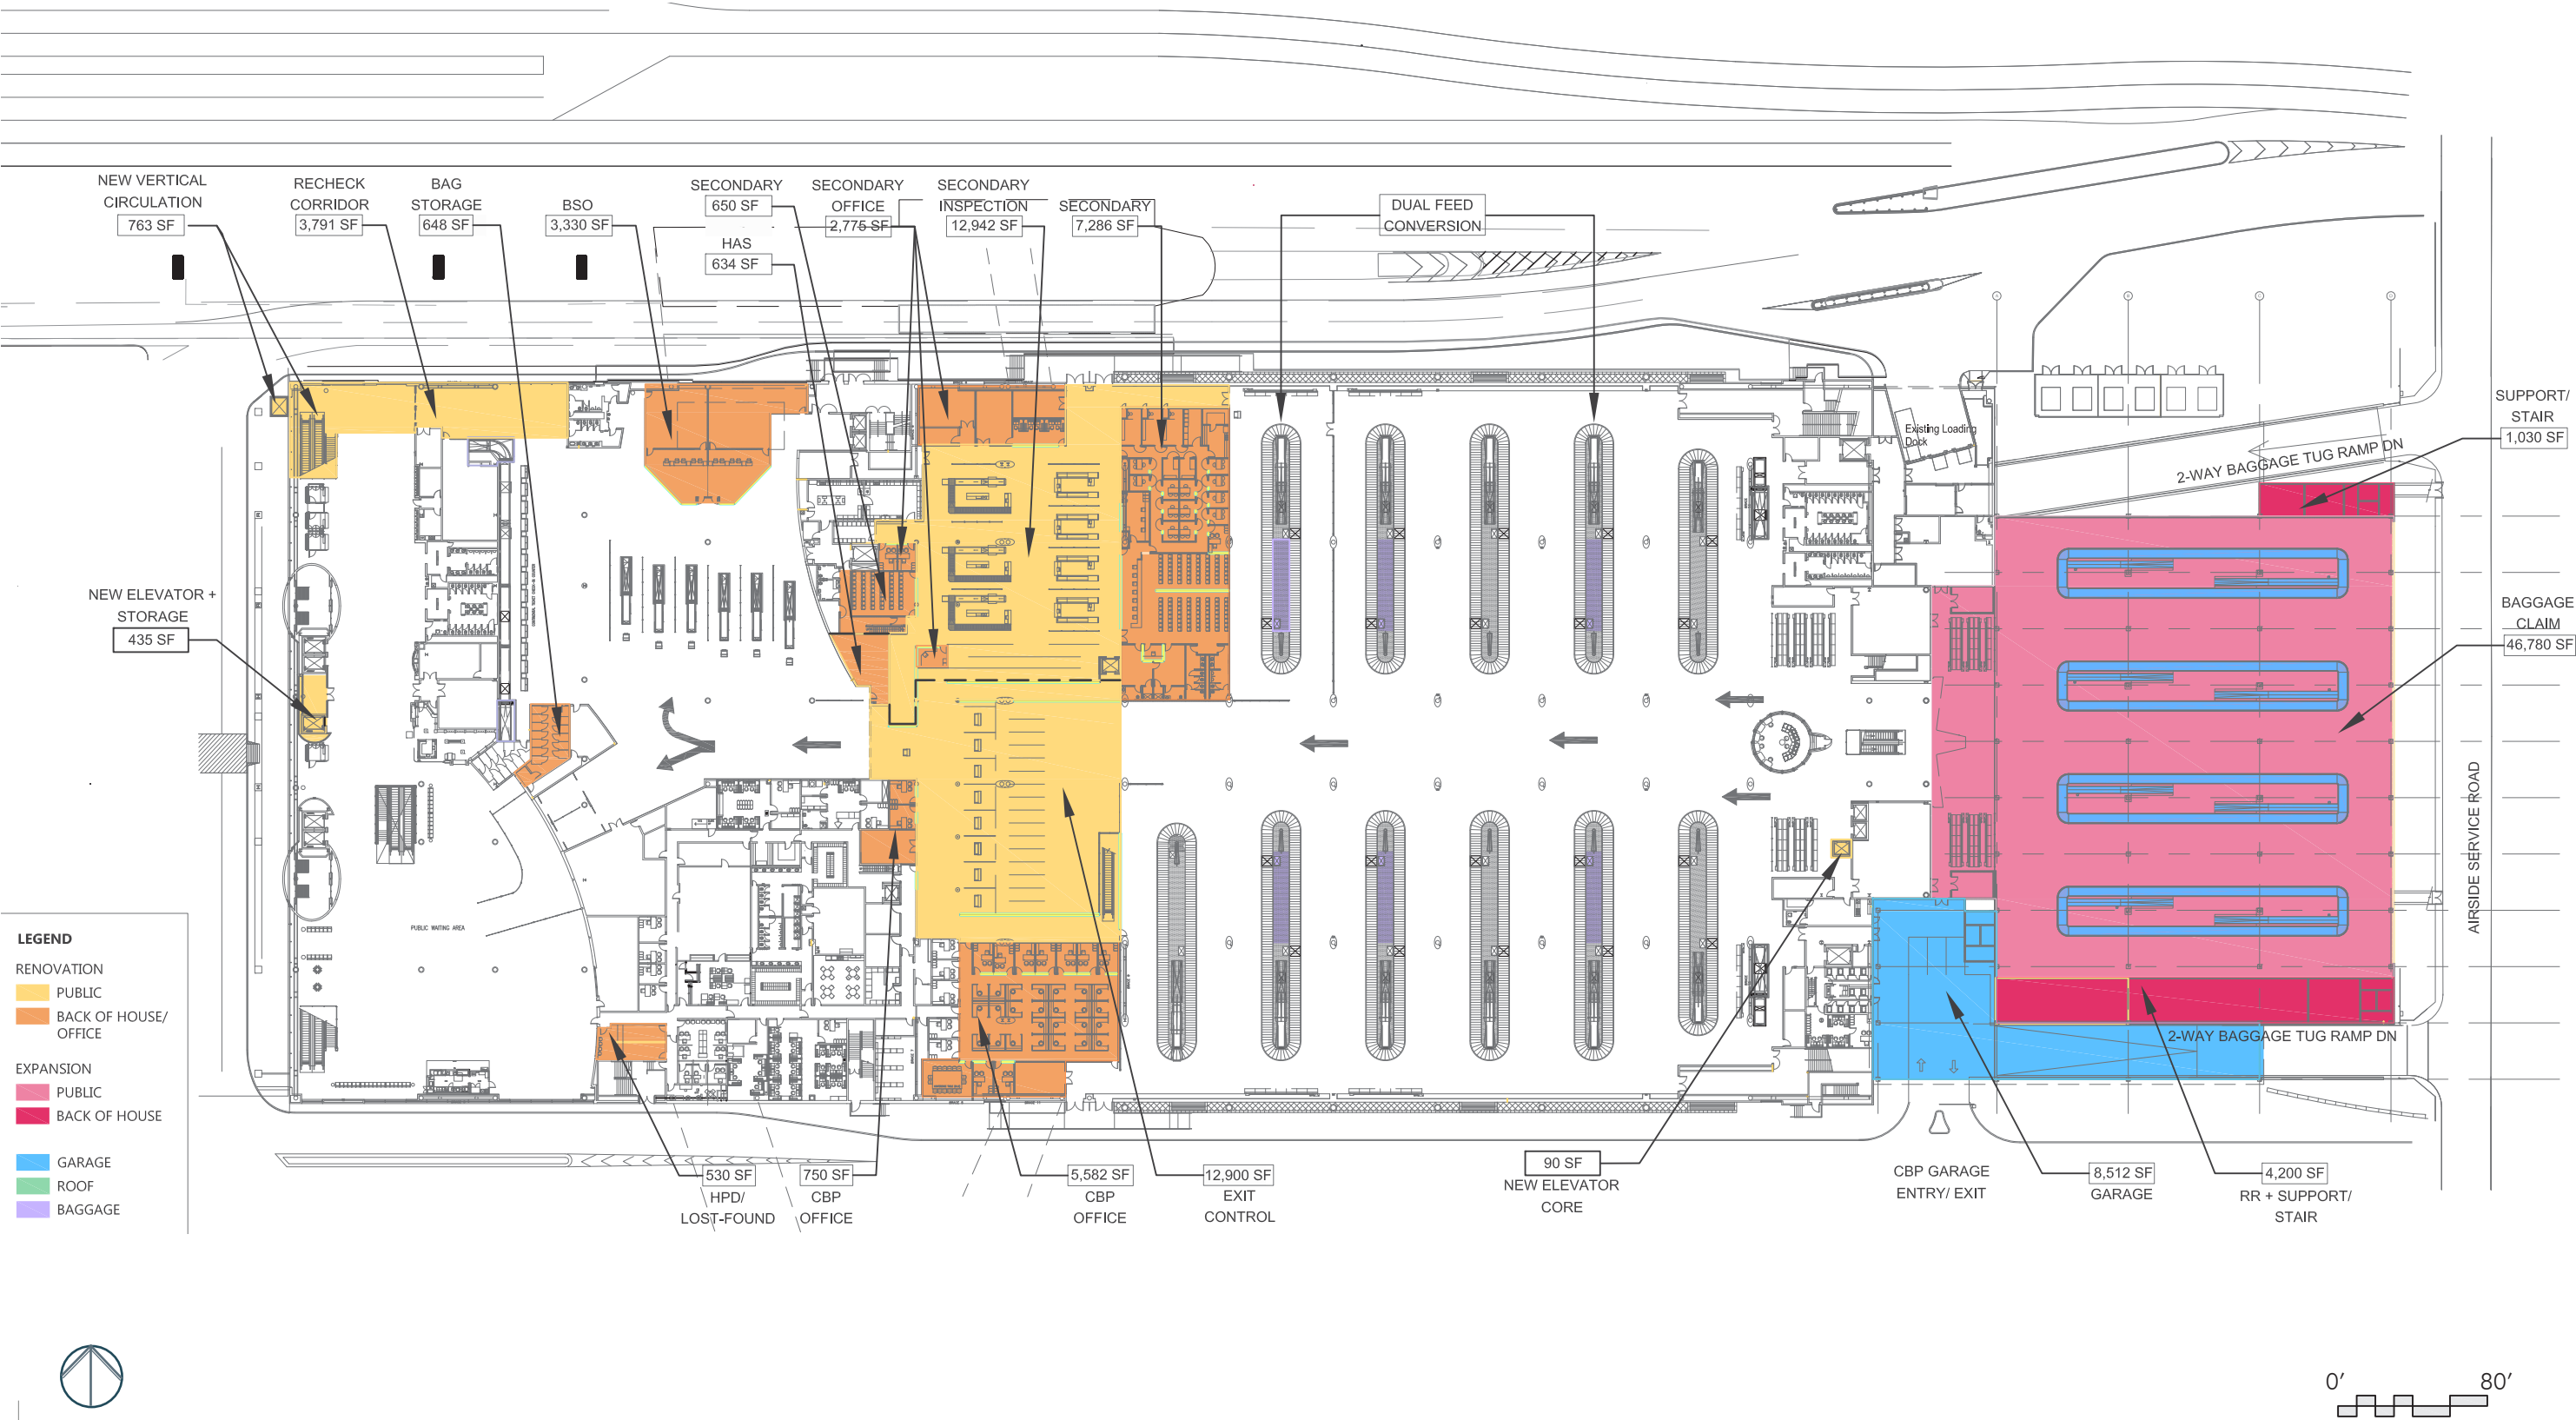 NEW VERTICAL
CIRCULATION
763 SF
RECHECK
CORRIDOR
3,791 SF
BAG
STORAGE
648 SF
BSO
3,330 SF
SECONDARY
650 SF
HAS
634 SF
SECONDARY
OFFICE
2,775 SF
SECONDARY
INSPECTION
12,942 SF
SECONDARY
7,286 SF
DUAL FEED
CONVERSION
Existing Loading
Dock
2-WAY BAGGAGE TUG RAMP DN
SUPPORT/
STAIR
1,030 SF
BAGGAGE
CLAIM
46,780 SF
AIRSIDE SERVICE ROAD
NEW ELEVATOR +
STORAGE
435 SF
PUBLIC WAITING AREA
2-WAY BAGGAGE TUG RAMP DN
LEGEND
RENOVATION
PUBLIC
BACK OF HOUSE/
OFFICE
EXPANSION
PUBLIC
BACK OF HOUSE
GARAGE
ROOF
BAGGAGE
530 SF
HPD/
LOST-FOUND
750 SF
CBP
OFFICE
5,582 SF
CBP
OFFICE
12,900 SF
EXIT
CONTROL
90 SF
NEW ELEVATOR
CORE
CBP GARAGE
ENTRY/ EXIT
8,512 SF
GARAGE
4,200 SF
RR + SUPPORT/
STAIR
0' 80'